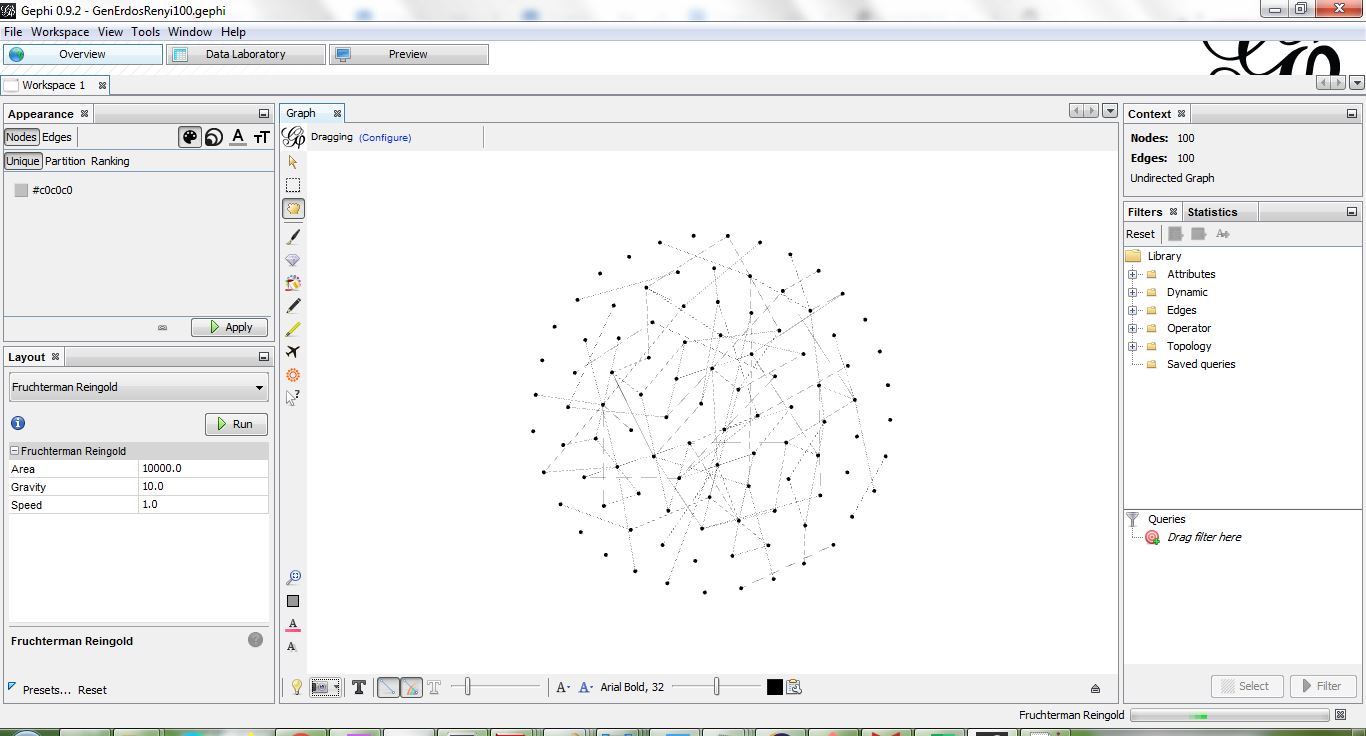 Gephi 0.9.2 - GenErdosRenyi100.gephi
File Workspace View Tools Window Help
Overview Data Laboratory Preview
Workspace 1
Appearance
Nodes Edges
Unique Partition Ranking
#c0c0c0
Apply
Layout
Fruchterman Reingold
Run
Fruchterman Reingold
Area 10000.0
Gravity 10.0
Speed 1.0
Fruchterman Reingold
Presets... Reset
Graph
Dragging (Configure)
Arial Bold, 32
Context
Nodes: 100
Edges: 100
Undirected Graph
Filters Statistics
Reset
Library
Attributes
Dynamic
Edges
Operator
Topology
Saved queries
Queries
Drag filter here
Select Filter
Fruchterman Reingold